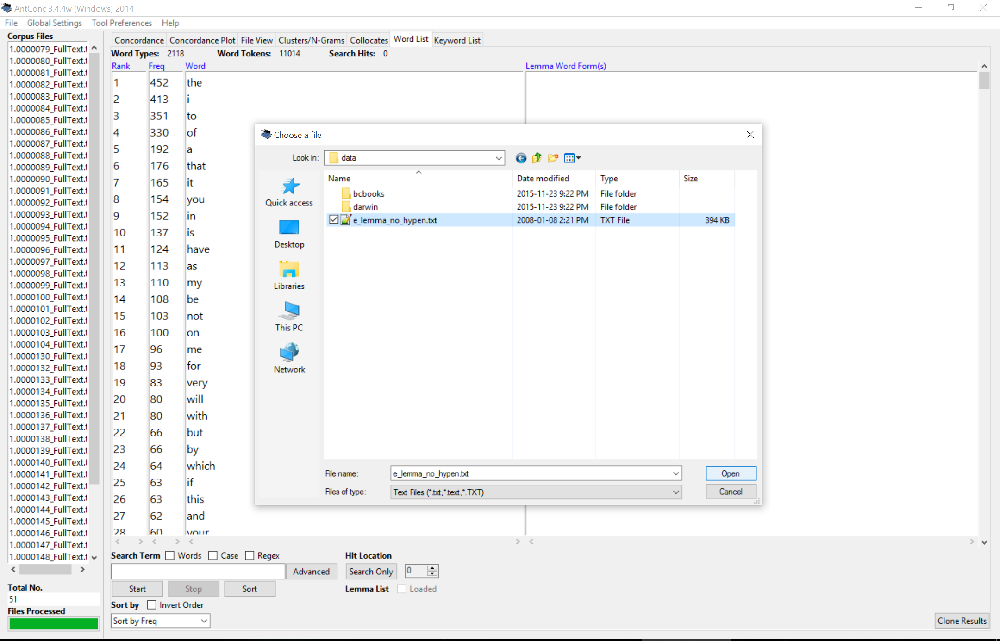 AntConc 3.4.4w (Windows) 2014
File Global Settings Tool Preferences Help
Corpus Files
1.0000079_FullText.t
1.0000080_FullText.t
1.0000081_FullText.t
1.0000082_FullText.t
1.0000083_FullText.t
1.0000084_FullText.t
1.0000085_FullText.t
1.0000086_FullText.t
1.0000087_FullText.t
1.0000088_FullText.t
1.0000089_FullText.t
1.0000090_FullText.t
1.0000091_FullText.t
1.0000092_FullText.t
1.0000093_FullText.t
1.0000094_FullText.t
1.0000095_FullText.t
1.0000096_FullText.t
1.0000097_FullText.t
1.0000098_FullText.t
1.0000099_FullText.t
1.0000100_FullText.t
1.0000101_FullText.t
1.0000102_FullText.t
1.0000103_FullText.t
1.0000104_FullText.t
1.0000130_FullText.t
1.0000132_FullText.t
1.0000133_FullText.t
1.0000134_FullText.t
1.0000135_FullText.t
1.0000136_FullText.t
1.0000137_FullText.t
1.0000138_FullText.t
1.0000139_FullText.t
1.0000140_FullText.t
1.0000141_FullText.t
1.0000142_FullText.t
1.0000143_FullText.t
1.0000144_FullText.t
1.0000145_FullText.t
1.0000146_FullText.t
1.0000147_FullText.t
1.0000148_FullText.t
Total No.
51
Files Processed
Concordance Concordance Plot File View Clusters/N-Grams Collocates Word List Keyword List
Word Types: 2118 Word Tokens: 11014 Search Hits: 0
Rank Freq Word Lemma Word Form(s)
1 452 the
2 413 i
3 351 to
4 330 of
5 192 a
6 176 that
7 165 it
8 154 you
9 152 in
10 137 is
11 124 have
12 113 as
13 110 my
14 108 be
15 103 not
16 100 on
17 96 me
18 93 for
19 83 very
20 80 will
21 80 with
22 66 but
23 66 by
24 64 which
25 63 if
26 63 this
27 62 and
28 60 your
Choose a file
Look in: data
Quick access
Desktop
Libraries
This PC
Network
Name Date modified Type Size
bcbooks 2015-11-23 9:22 PM File folder
darwin 2015-11-23 9:22 PM File folder
e_lemma_no_hypen.txt 2008-01-08 2:21 PM TXT File 394 KB
File name: e_lemma_no_hypen.txt Open
Files of type: Text Files (*.txt,*.text,*.TXT) Cancel
Search Term Words Case Regex Hit Location
Advanced Search Only 0
Start Stop Sort Lemma List Loaded
Sort by Invert Order
Sort by Freq Clone Results